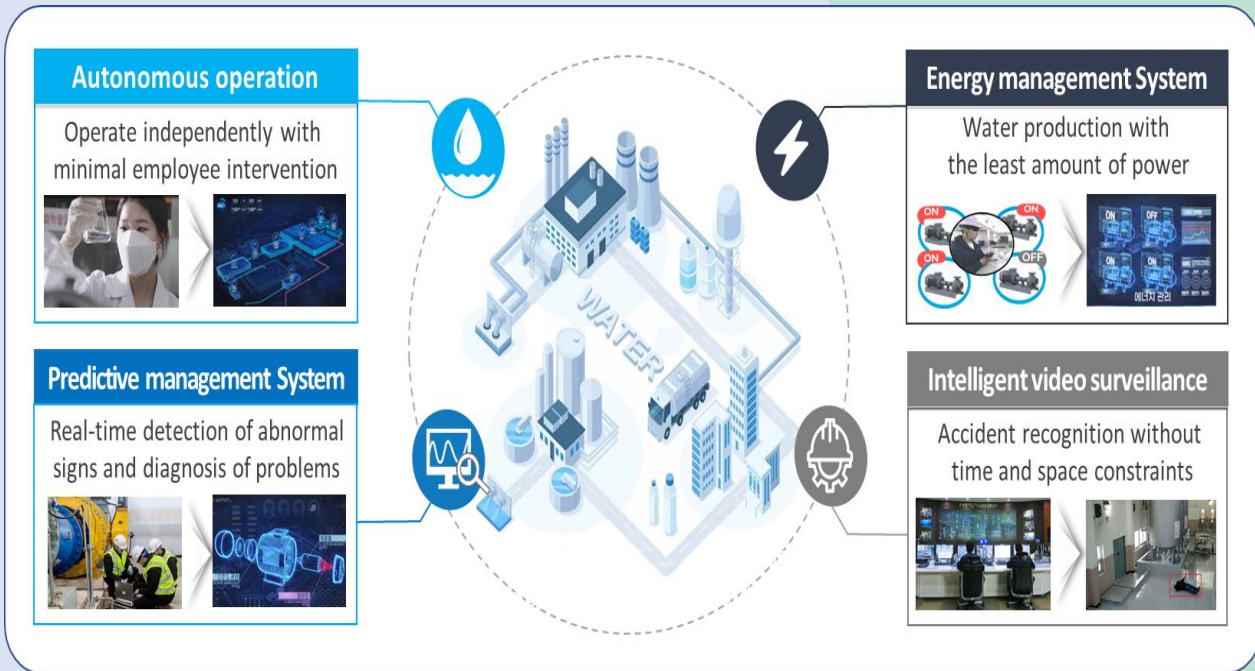 Autonomous operation
Operate independently with
minimal employee intervention
Energy management System
Water production with
the least amount of power
ON
ON
ON
OFF
ON
OFF
ON
ON
에너지 관리
WATER
Predictive management System
Real-time detection of abnormal
signs and diagnosis of problems
Intelligent video surveillance
Accident recognition without
time and space constraints